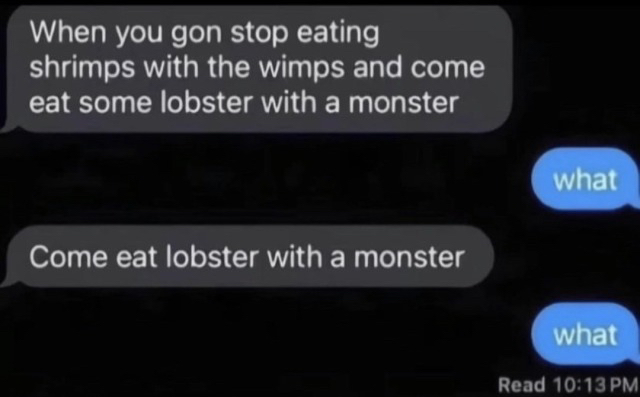 When you gon stop eating
shrimps with the wimps and come
eat some lobster with a monster
what
Come eat lobster with a monster
what
Read 10:13 PM